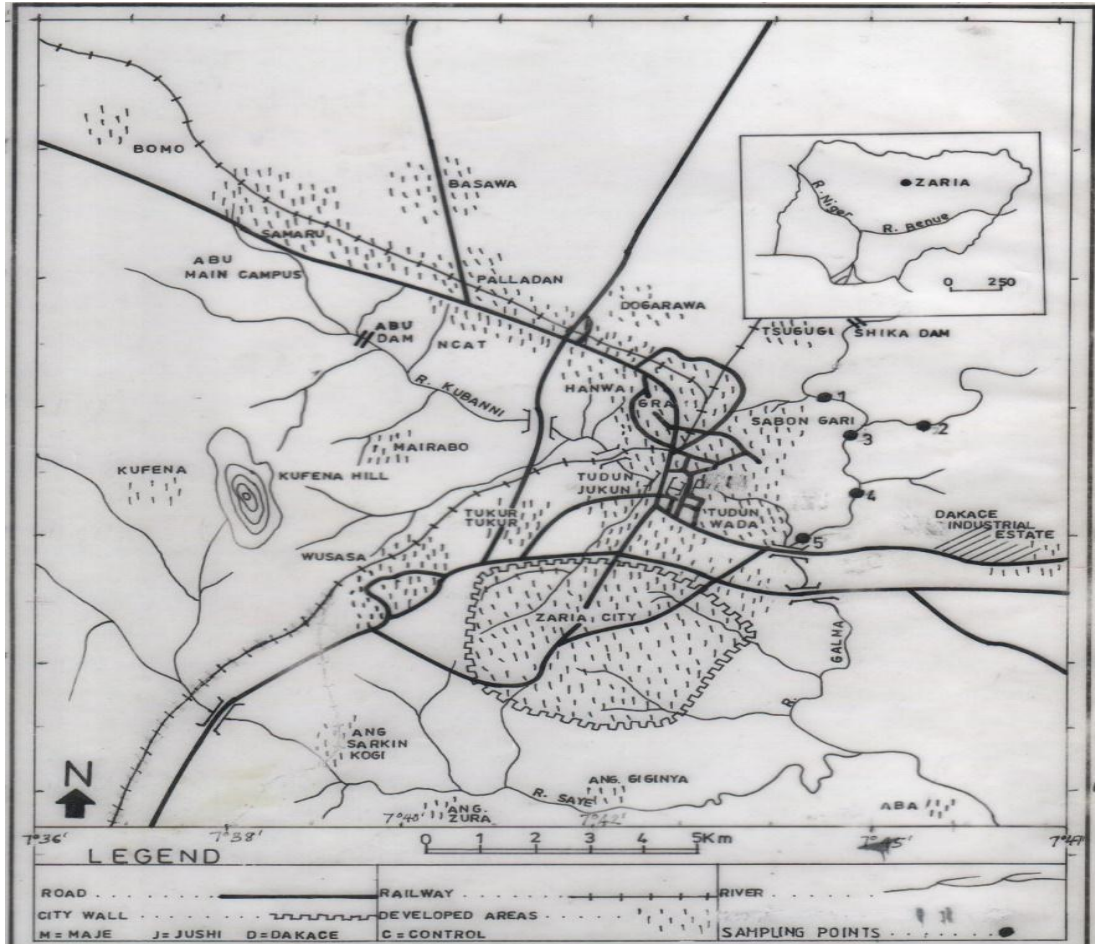 BOMO
BASAWA
ZARIA
R. Niger
R. Benue
SAMARU
ABU
MAIN CAMPUS
PALLADAN
0 250
DOGARAWA
TSUGUGI
SHIKA DAM
ABU
DAM
NCAT
R. KUBANNI
HANWA
GRA
1
SABON GARI
2
3
MAIRABO
KUFENA
KUFENA HILL
TUDUN
JUKUN
4
TUKUR
TUKUR
TUDUN
WADA
DAKACE
INDUSTRIAL
ESTATE
5
WUSASA
ZARIA CITY
R. GALMA
ANG
SARKIN
KOGI
N
ANG. GIGINYA
R. SAYE
ANG.
ZURA
ABA
7°36'
7°38'
7°40'
7°42'
7°45'
0 1 2 3 4 5Km
LEGEND
ROAD
RAILWAY
RIVER
CITY WALL
DEVELOPED AREAS
M = MAJE J = JUSHI D = DAKACE C = CONTROL
SAMPLING POINTS